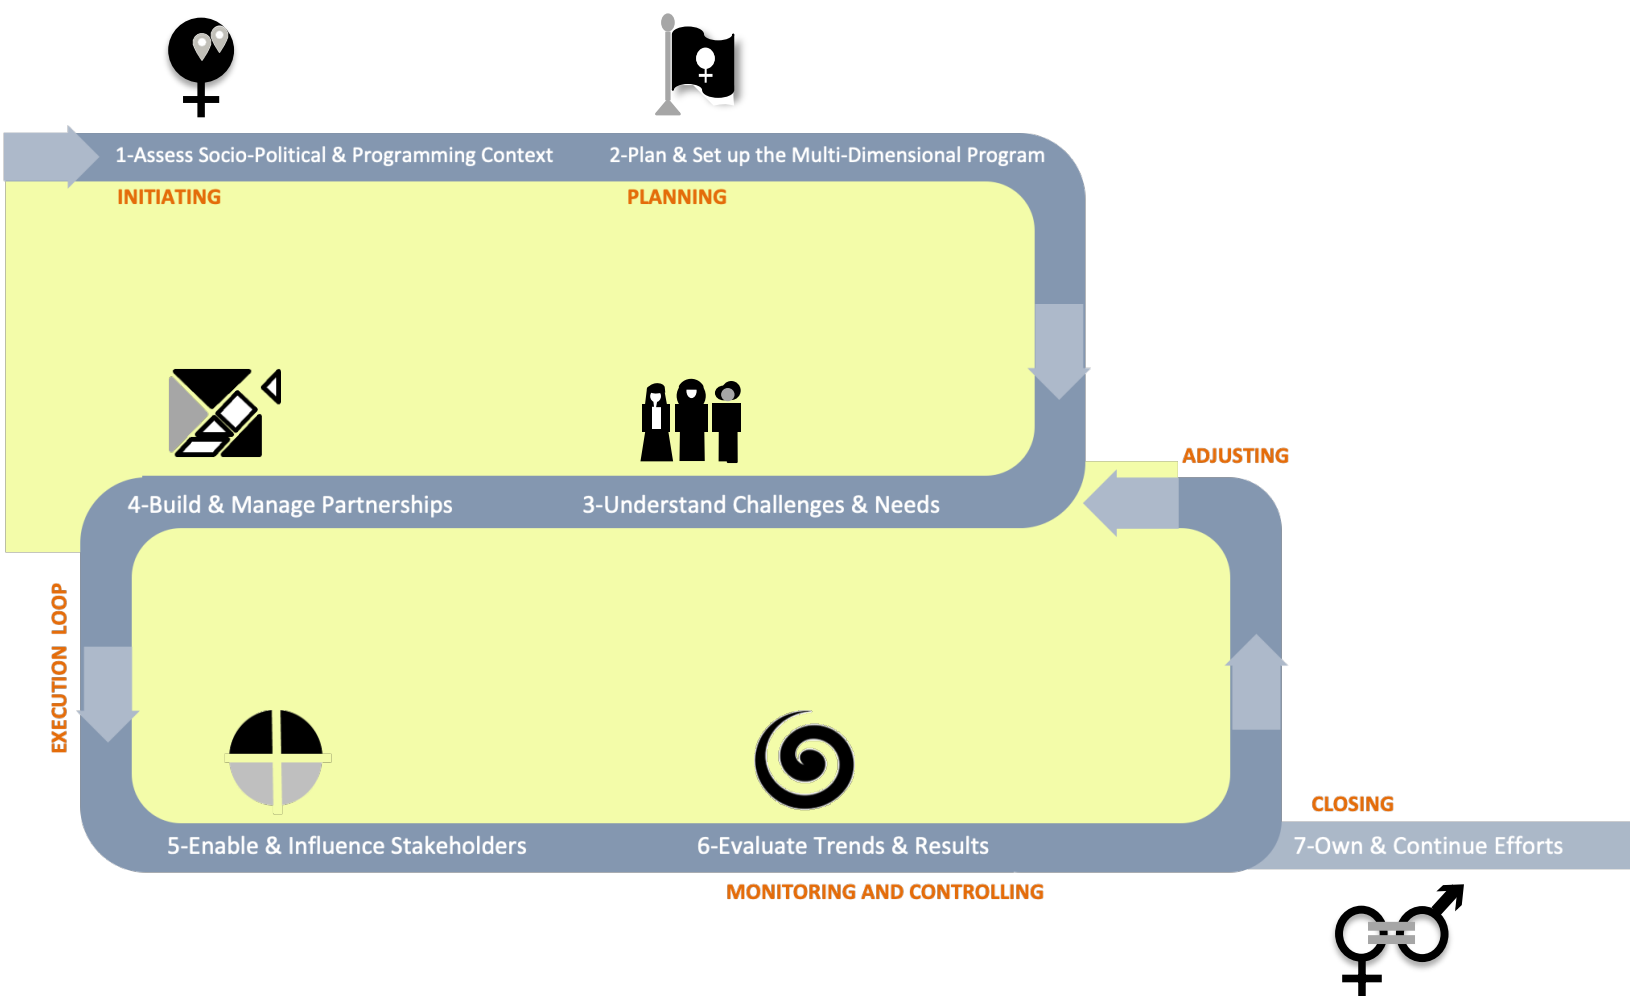 1-Assess Socio-Political & Programming Context
2-Plan & Set up the Multi-Dimensional Program
INITIATING
PLANNING
ADJUSTING
4-Build & Manage Partnerships
3-Understand Challenges & Needs
EXECUTION LOOP
CLOSING
5-Enable & Influence Stakeholders
6-Evaluate Trends & Results
7-Own & Continue Efforts
MONITORING AND CONTROLLING